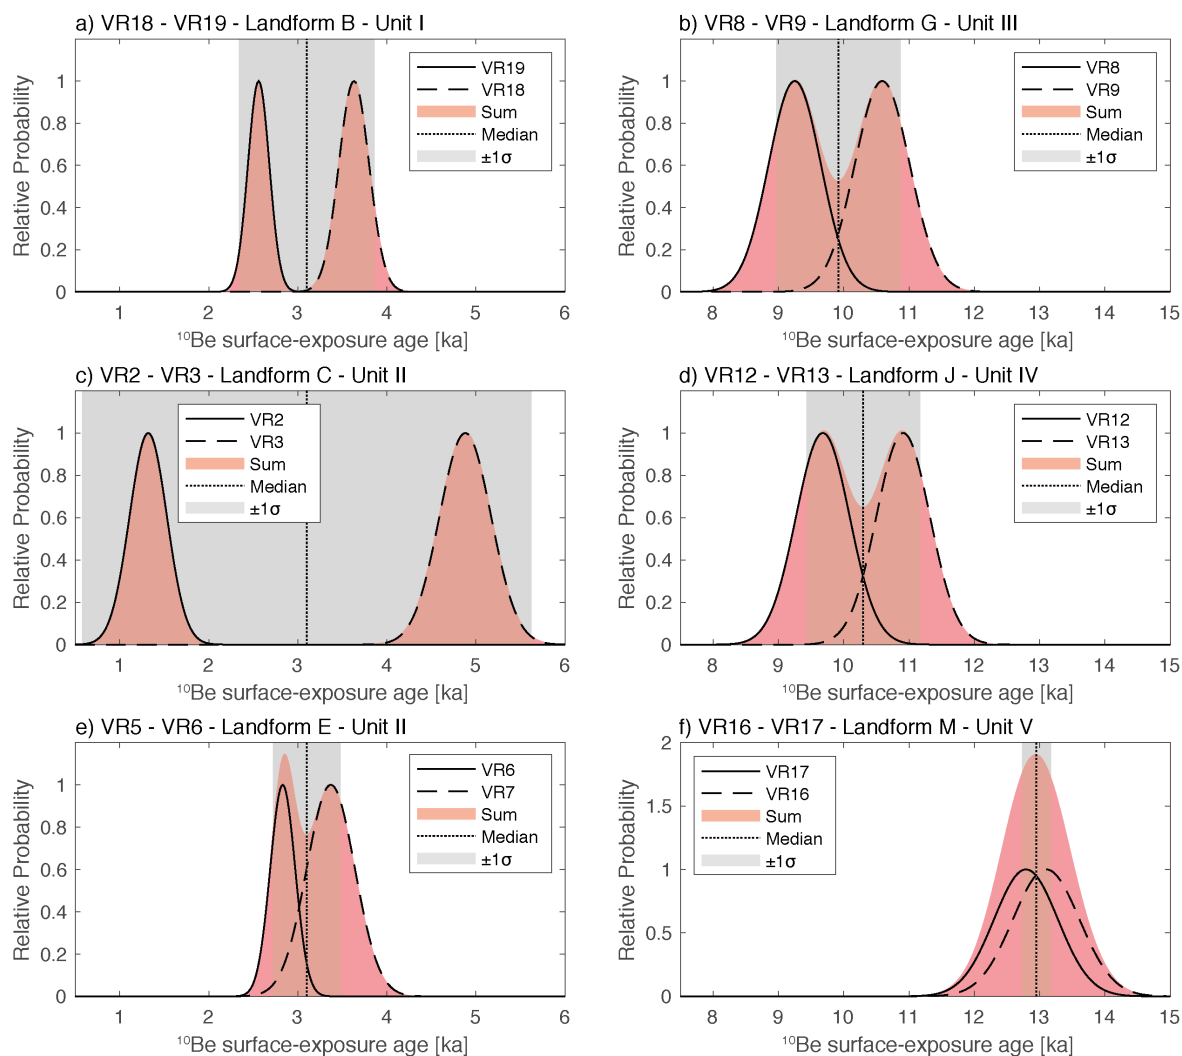 a) VR18 - VR19 - Landform B - Unit I
Relative Probability
1
0.8
0.6
0.4
0.2
0
VR19
VR18
Sum
Median
±1σ
1 2 3 4 5 6
¹⁰Be surface-exposure age [ka]
b) VR8 - VR9 - Landform G - Unit III
Relative Probability
1
0.8
0.6
0.4
0.2
0
VR8
VR9
Sum
Median
±1σ
8 9 10 11 12 13 14 15
¹⁰Be surface-exposure age [ka]
c) VR2 - VR3 - Landform C - Unit II
Relative Probability
1
0.8
0.6
0.4
0.2
0
VR2
VR3
Sum
Median
±1σ
1 2 3 4 5 6
¹⁰Be surface-exposure age [ka]
d) VR12 - VR13 - Landform J - Unit IV
Relative Probability
1
0.8
0.6
0.4
0.2
0
VR12
VR13
Sum
Median
±1σ
8 9 10 11 12 13 14 15
¹⁰Be surface-exposure age [ka]
e) VR5 - VR6 - Landform E - Unit II
Relative Probability
1
0.8
0.6
0.4
0.2
0
VR6
VR7
Sum
Median
±1σ
1 2 3 4 5 6
¹⁰Be surface-exposure age [ka]
f) VR16 - VR17 - Landform M - Unit V
Relative Probability
2
1.5
1
0.5
0
VR17
VR16
Sum
Median
±1σ
8 9 10 11 12 13 14 15
¹⁰Be surface-exposure age [ka]